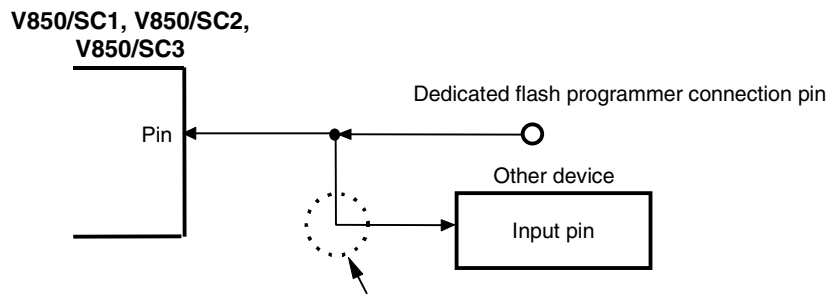 V850/SC1, V850/SC2,
V850/SC3
Dedicated flash programmer connection pin
Pin
Other device
Input pin